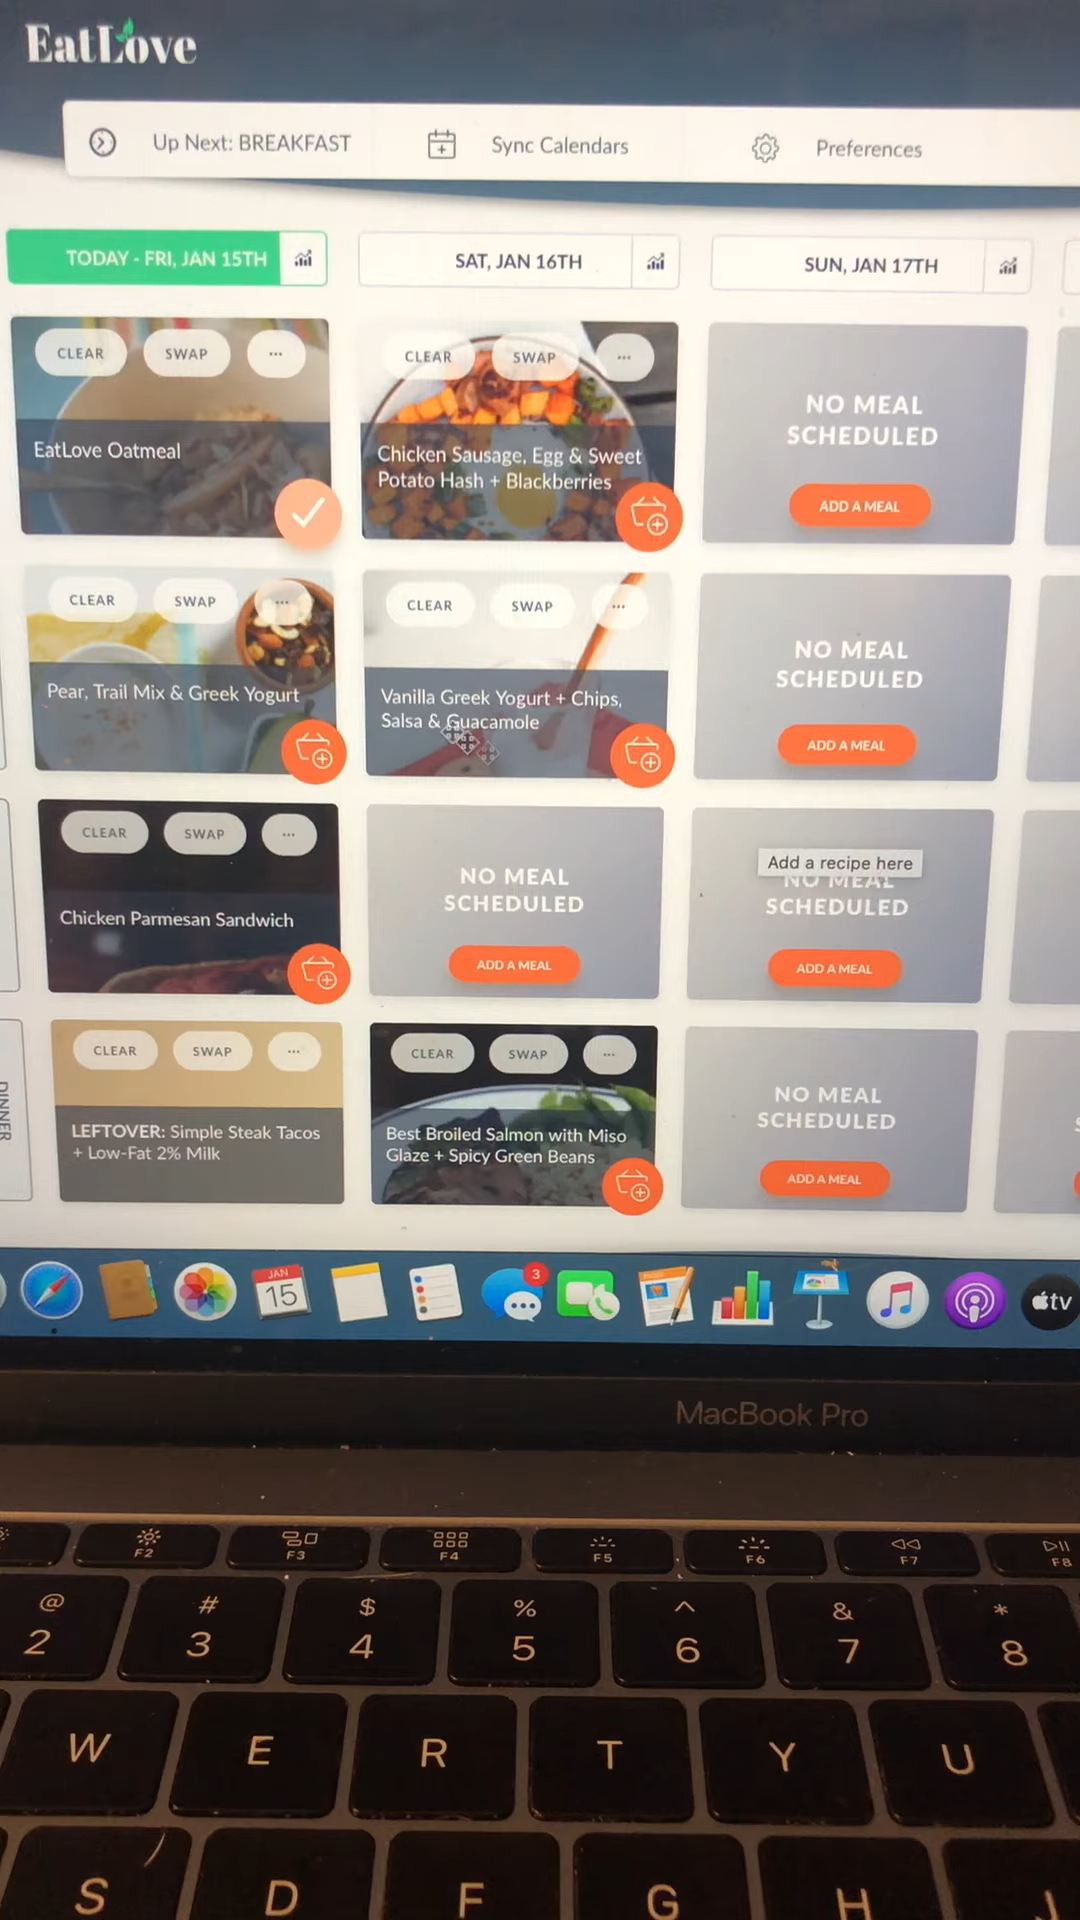 EatLove
Up Next: BREAKFAST
Sync Calendars
Preferences
TODAY - FRI, JAN 15TH
SAT, JAN 16TH
SUN, JAN 17TH
CLEAR
SWAP
...
EatLove Oatmeal
CLEAR
SWAP
...
Chicken Sausage, Egg & Sweet
Potato Hash + Blackberries
NO MEAL
SCHEDULED
ADD A MEAL
CLEAR
SWAP
...
Pear, Trail Mix & Greek Yogurt
CLEAR
SWAP
...
Vanilla Greek Yogurt + Chips,
Salsa & Guacamole
NO MEAL
SCHEDULED
ADD A MEAL
CLEAR
SWAP
...
Chicken Parmesan Sandwich
NO MEAL
SCHEDULED
ADD A MEAL
Add a recipe here
NO MEAL
SCHEDULED
ADD A MEAL
DINNER
CLEAR
SWAP
...
LEFTOVER: Simple Steak Tacos
+ Low-Fat 2% Milk
CLEAR
SWAP
...
Best Broiled Salmon with Miso
Glaze + Spicy Green Beans
NO MEAL
SCHEDULED
ADD A MEAL
JAN
15
3
tv
MacBook Pro
F2
F3
F4
F5
F6
F7
F8
@
2
#
3
$
4
%
5
^
6
&
7
*
8
W
E
R
T
Y
U
S
D
F
G
H
J